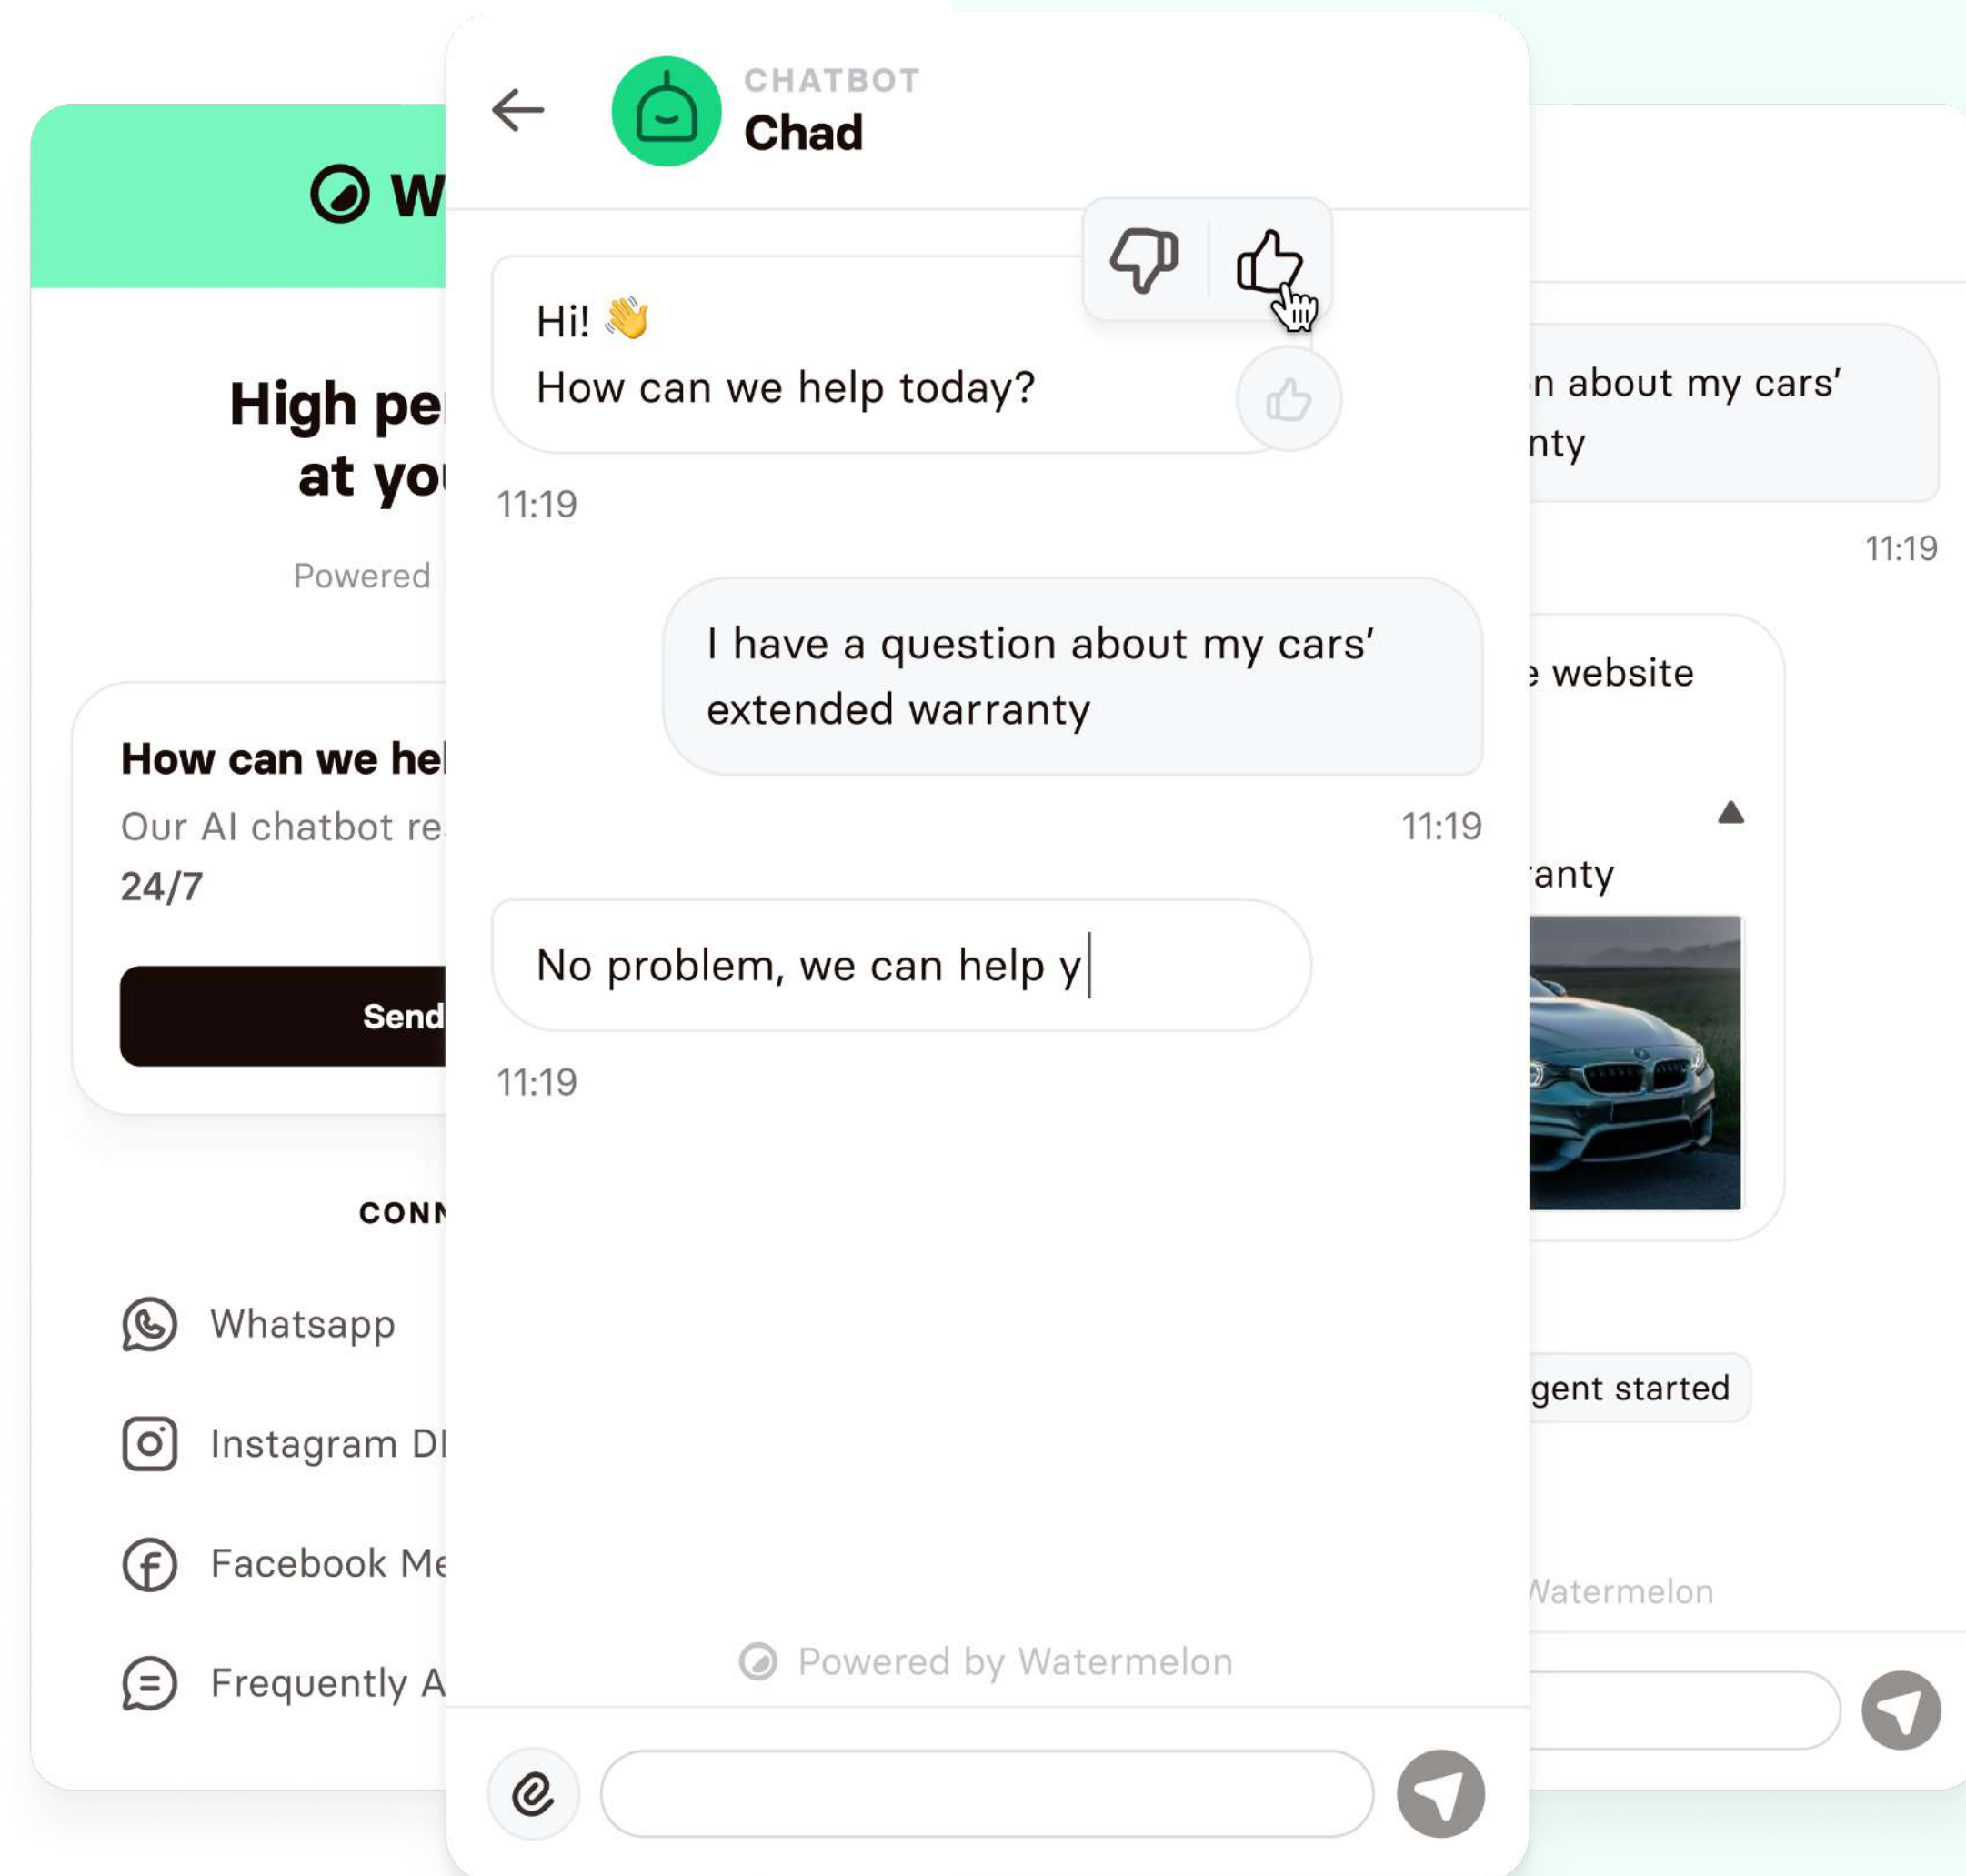 W
High pe
at yo
Powered
How can we hel
Our AI chatbot re
24/7
Send
CONN
Whatsapp
Instagram D
Facebook Me
Frequently A
CHATBOT
Chad
Hi! 👋
How can we help today?
11:19
I have a question about my cars’
extended warranty
11:19
No problem, we can help y
11:19
Powered by Watermelon
n about my cars’
nty
11:19
e website
ranty
gent started
Watermelon